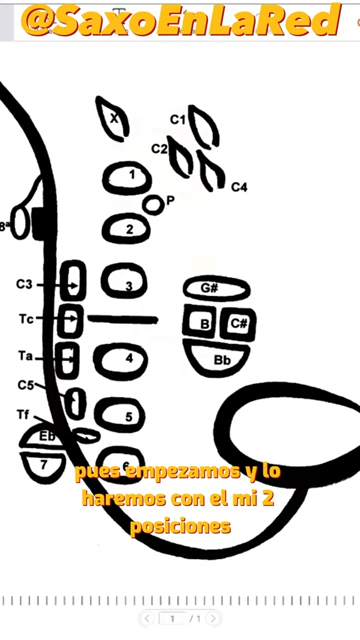 @SaxoEnLaRed
X
C1
C2
1
C4
P
8ª
2
C3
3
G#
Tc
B
C#
Ta
4
Bb
C5
5
Tf
Eb
7
pues empezamos y lo
haremos con el mi 2
posiciones
1 / 1